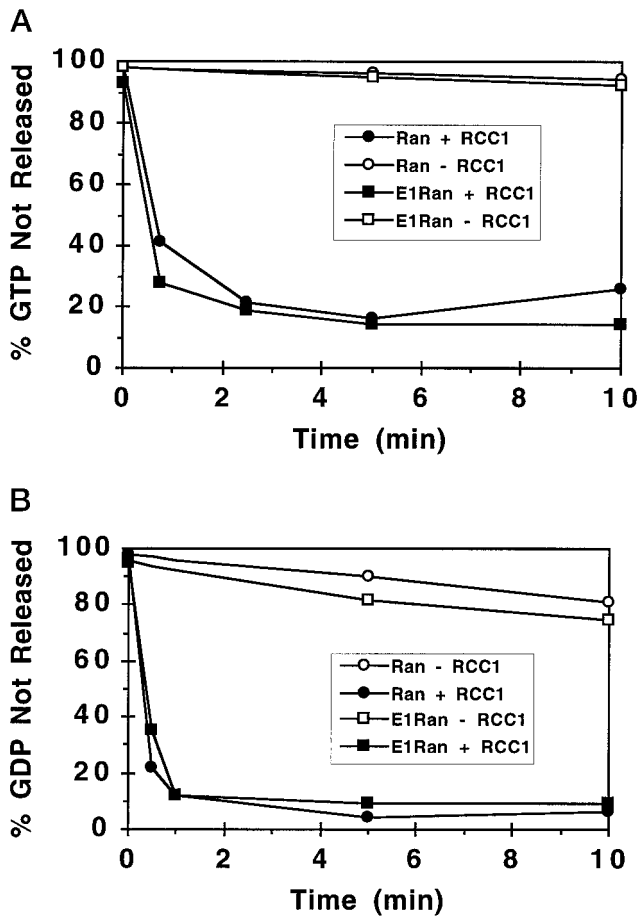 A
% GTP Not Released
100
80
60
40
20
0
Ran + RCC1
Ran - RCC1
E1Ran + RCC1
E1Ran - RCC1
0 2 4 6 8 10
Time (min)
B
% GDP Not Released
100
80
60
40
20
0
Ran - RCC1
Ran + RCC1
E1Ran - RCC1
E1Ran + RCC1
0 2 4 6 8 10
Time (min)